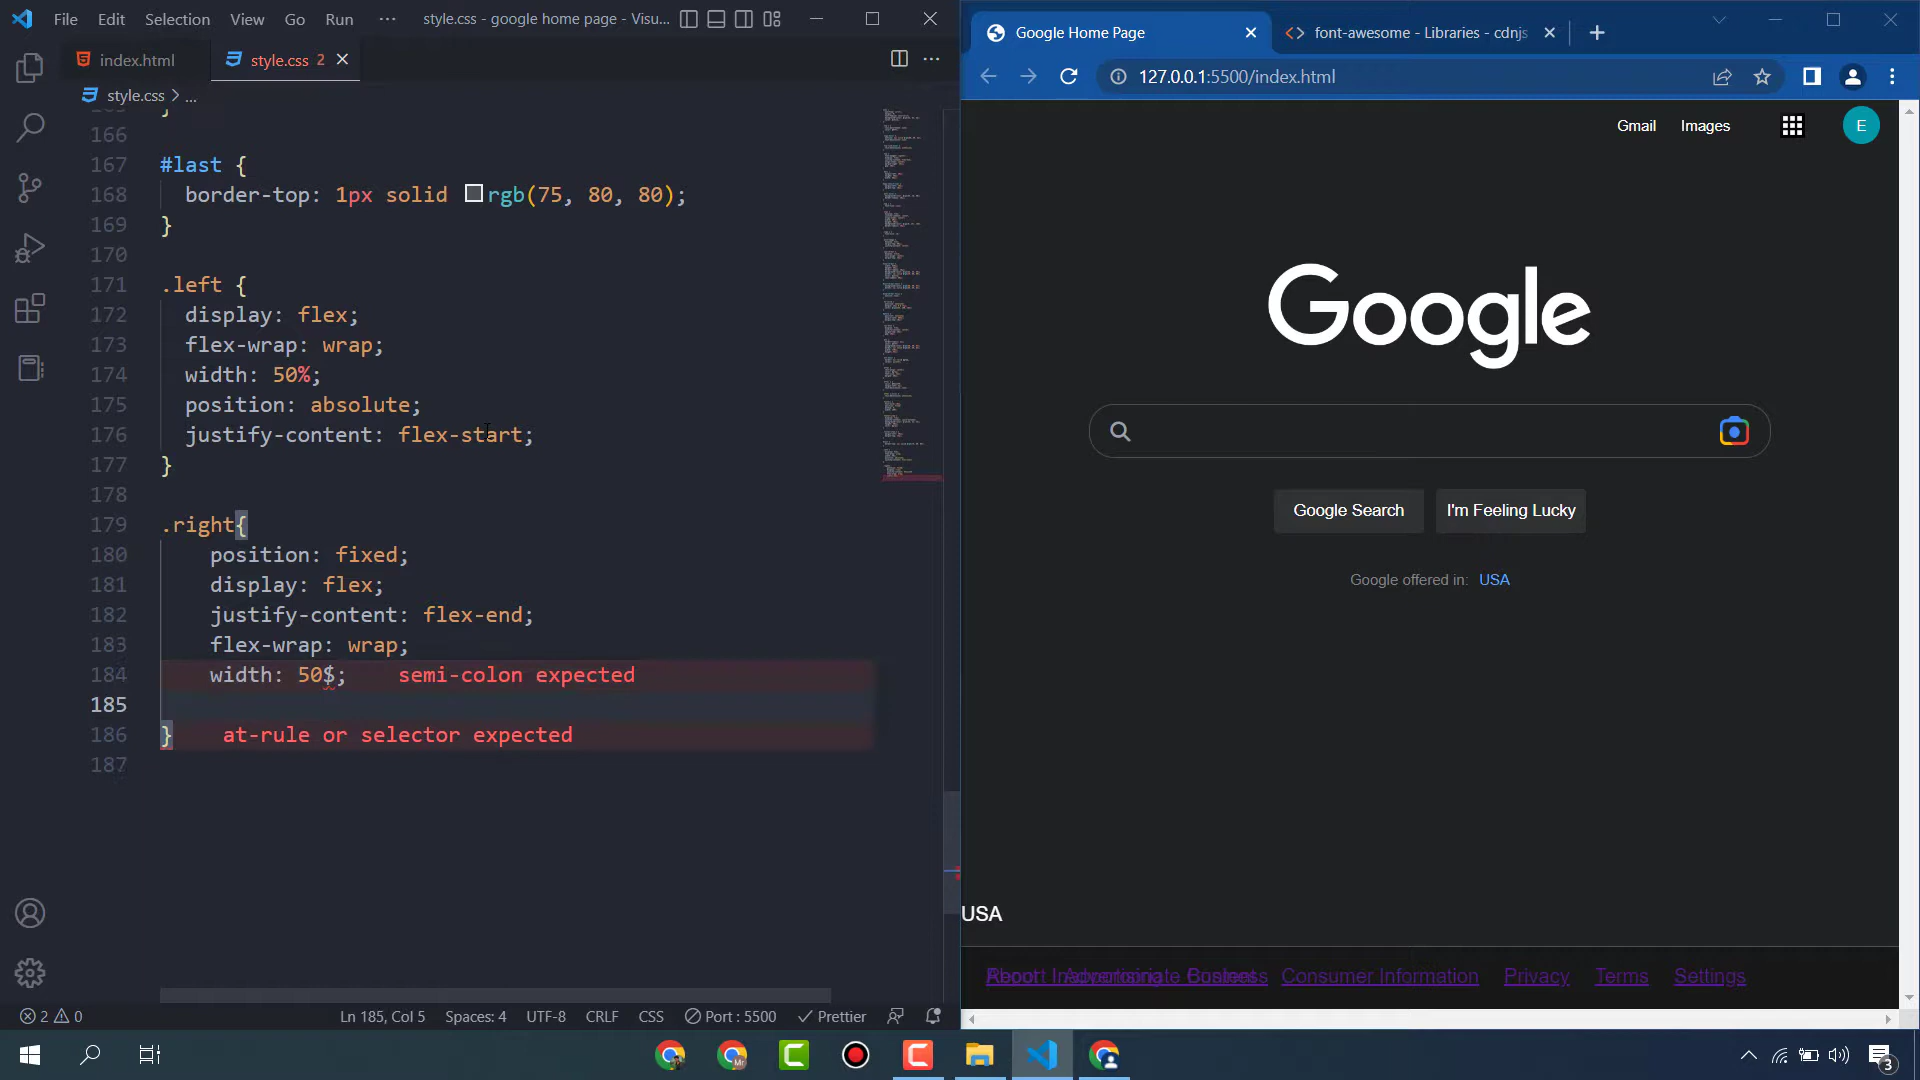 File Edit Selection View Go Run ··· style.css - google home page - Visu...
index.html style.css 2
style.css > ...
166
167 #last {
168 border-top: 1px solid rgb(75, 80, 80);
169 }
170
171 .left {
172 display: flex;
173 flex-wrap: wrap;
174 width: 50%;
175 position: absolute;
176 justify-content: flex-start;
177 }
178
179 .right{
180 position: fixed;
181 display: flex;
182 justify-content: flex-end;
183 flex-wrap: wrap;
184 width: 50$; semi-colon expected
185
186 } at-rule or selector expected
187
2 0 Ln 185, Col 5 Spaces: 4 UTF-8 CRLF CSS Port : 5500 Prettier
Google Home Page font-awesome - Libraries - cdnjs
127.0.0.1:5500/index.html
Gmail Images E
Google
Google Search I'm Feeling Lucky
Google offered in: USA
USA
Consumer Information Privacy Terms Settings
3